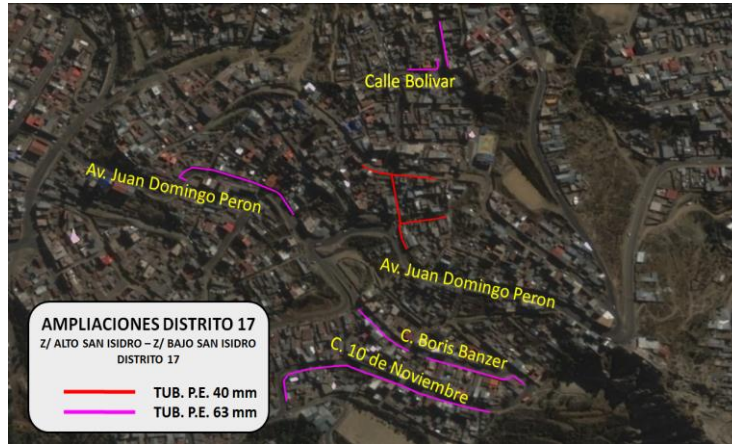 Calle Bolivar
Av. Juan Domingo Peron
Av. Juan Domingo Peron
C. Boris Banzer
C. 10 de Noviembre
AMPLIACIONES DISTRITO 17
Z/ ALTO SAN ISIDRO – Z/ BAJO SAN ISIDRO
DISTRITO 17
TUB. P.E. 40 mm
TUB. P.E. 63 mm